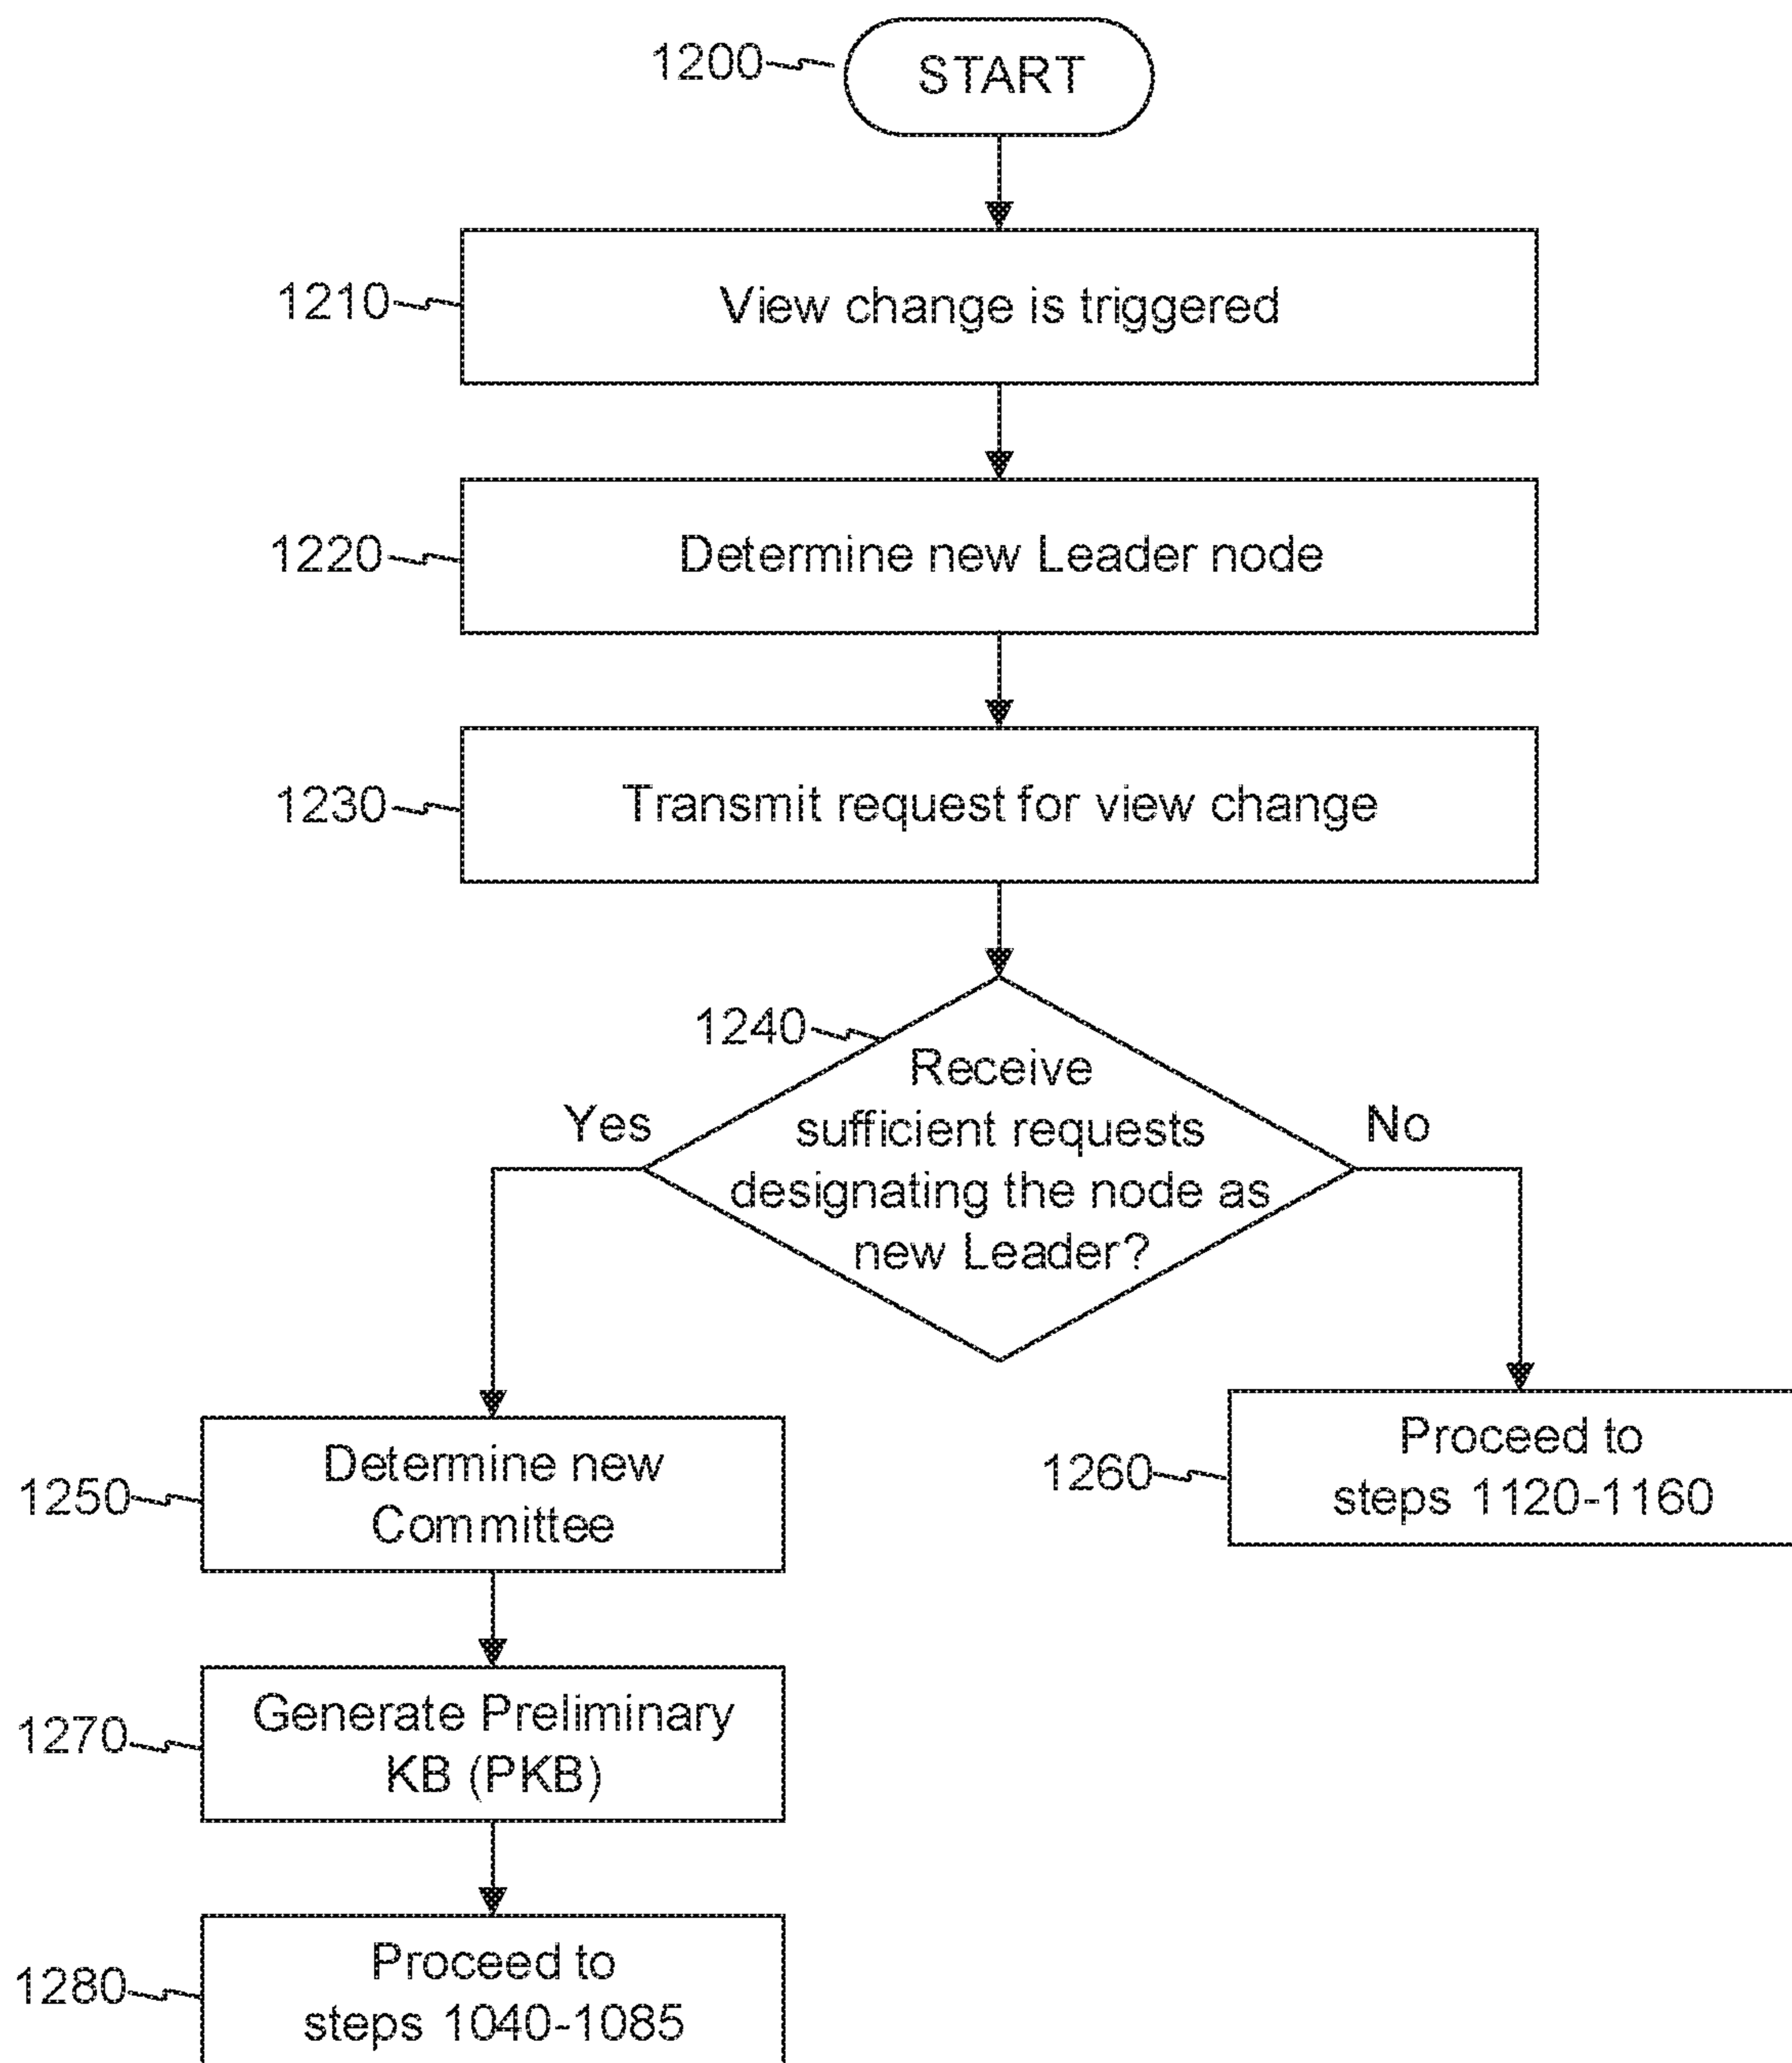 1200
START
1210
View change is triggered
1220
Determine new Leader node
1230
Transmit request for view change
1240
Receive
sufficient requests
designating the node as
new Leader?
Yes
No
1250
Determine new
Committee
1260
Proceed to
steps 1120-1160
1270
Generate Preliminary
KB (PKB)
1280
Proceed to
steps 1040-1085